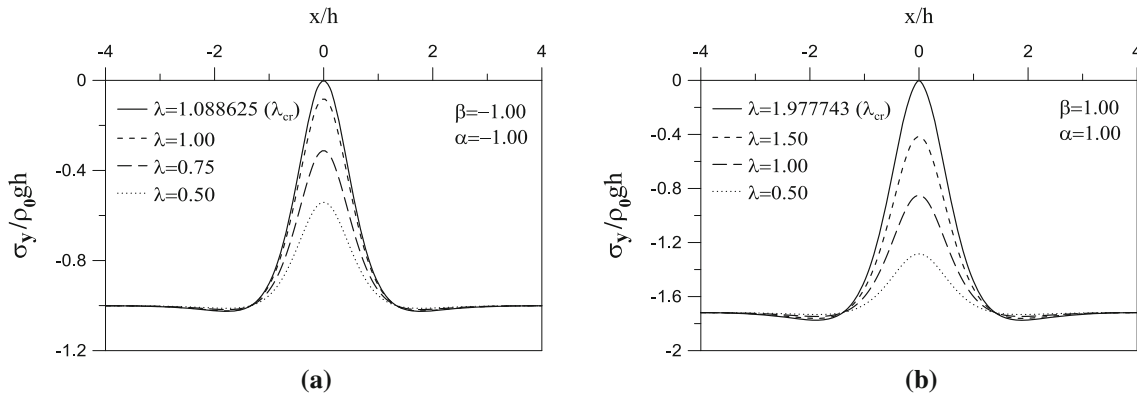 x/h
-4 -2 0 2 4
0
-0.4
-0.8
-1.2
σy/ρ0gh
λ=1.088625 (λcr)
λ=1.00
λ=0.75
λ=0.50
β=−1.00
α=−1.00
(a)
x/h
-4 -2 0 2 4
0
-0.4
-0.8
-1.2
-1.6
-2
σy/ρ0gh
λ=1.977743 (λcr)
λ=1.50
λ=1.00
λ=0.50
β=1.00
α=1.00
(b)